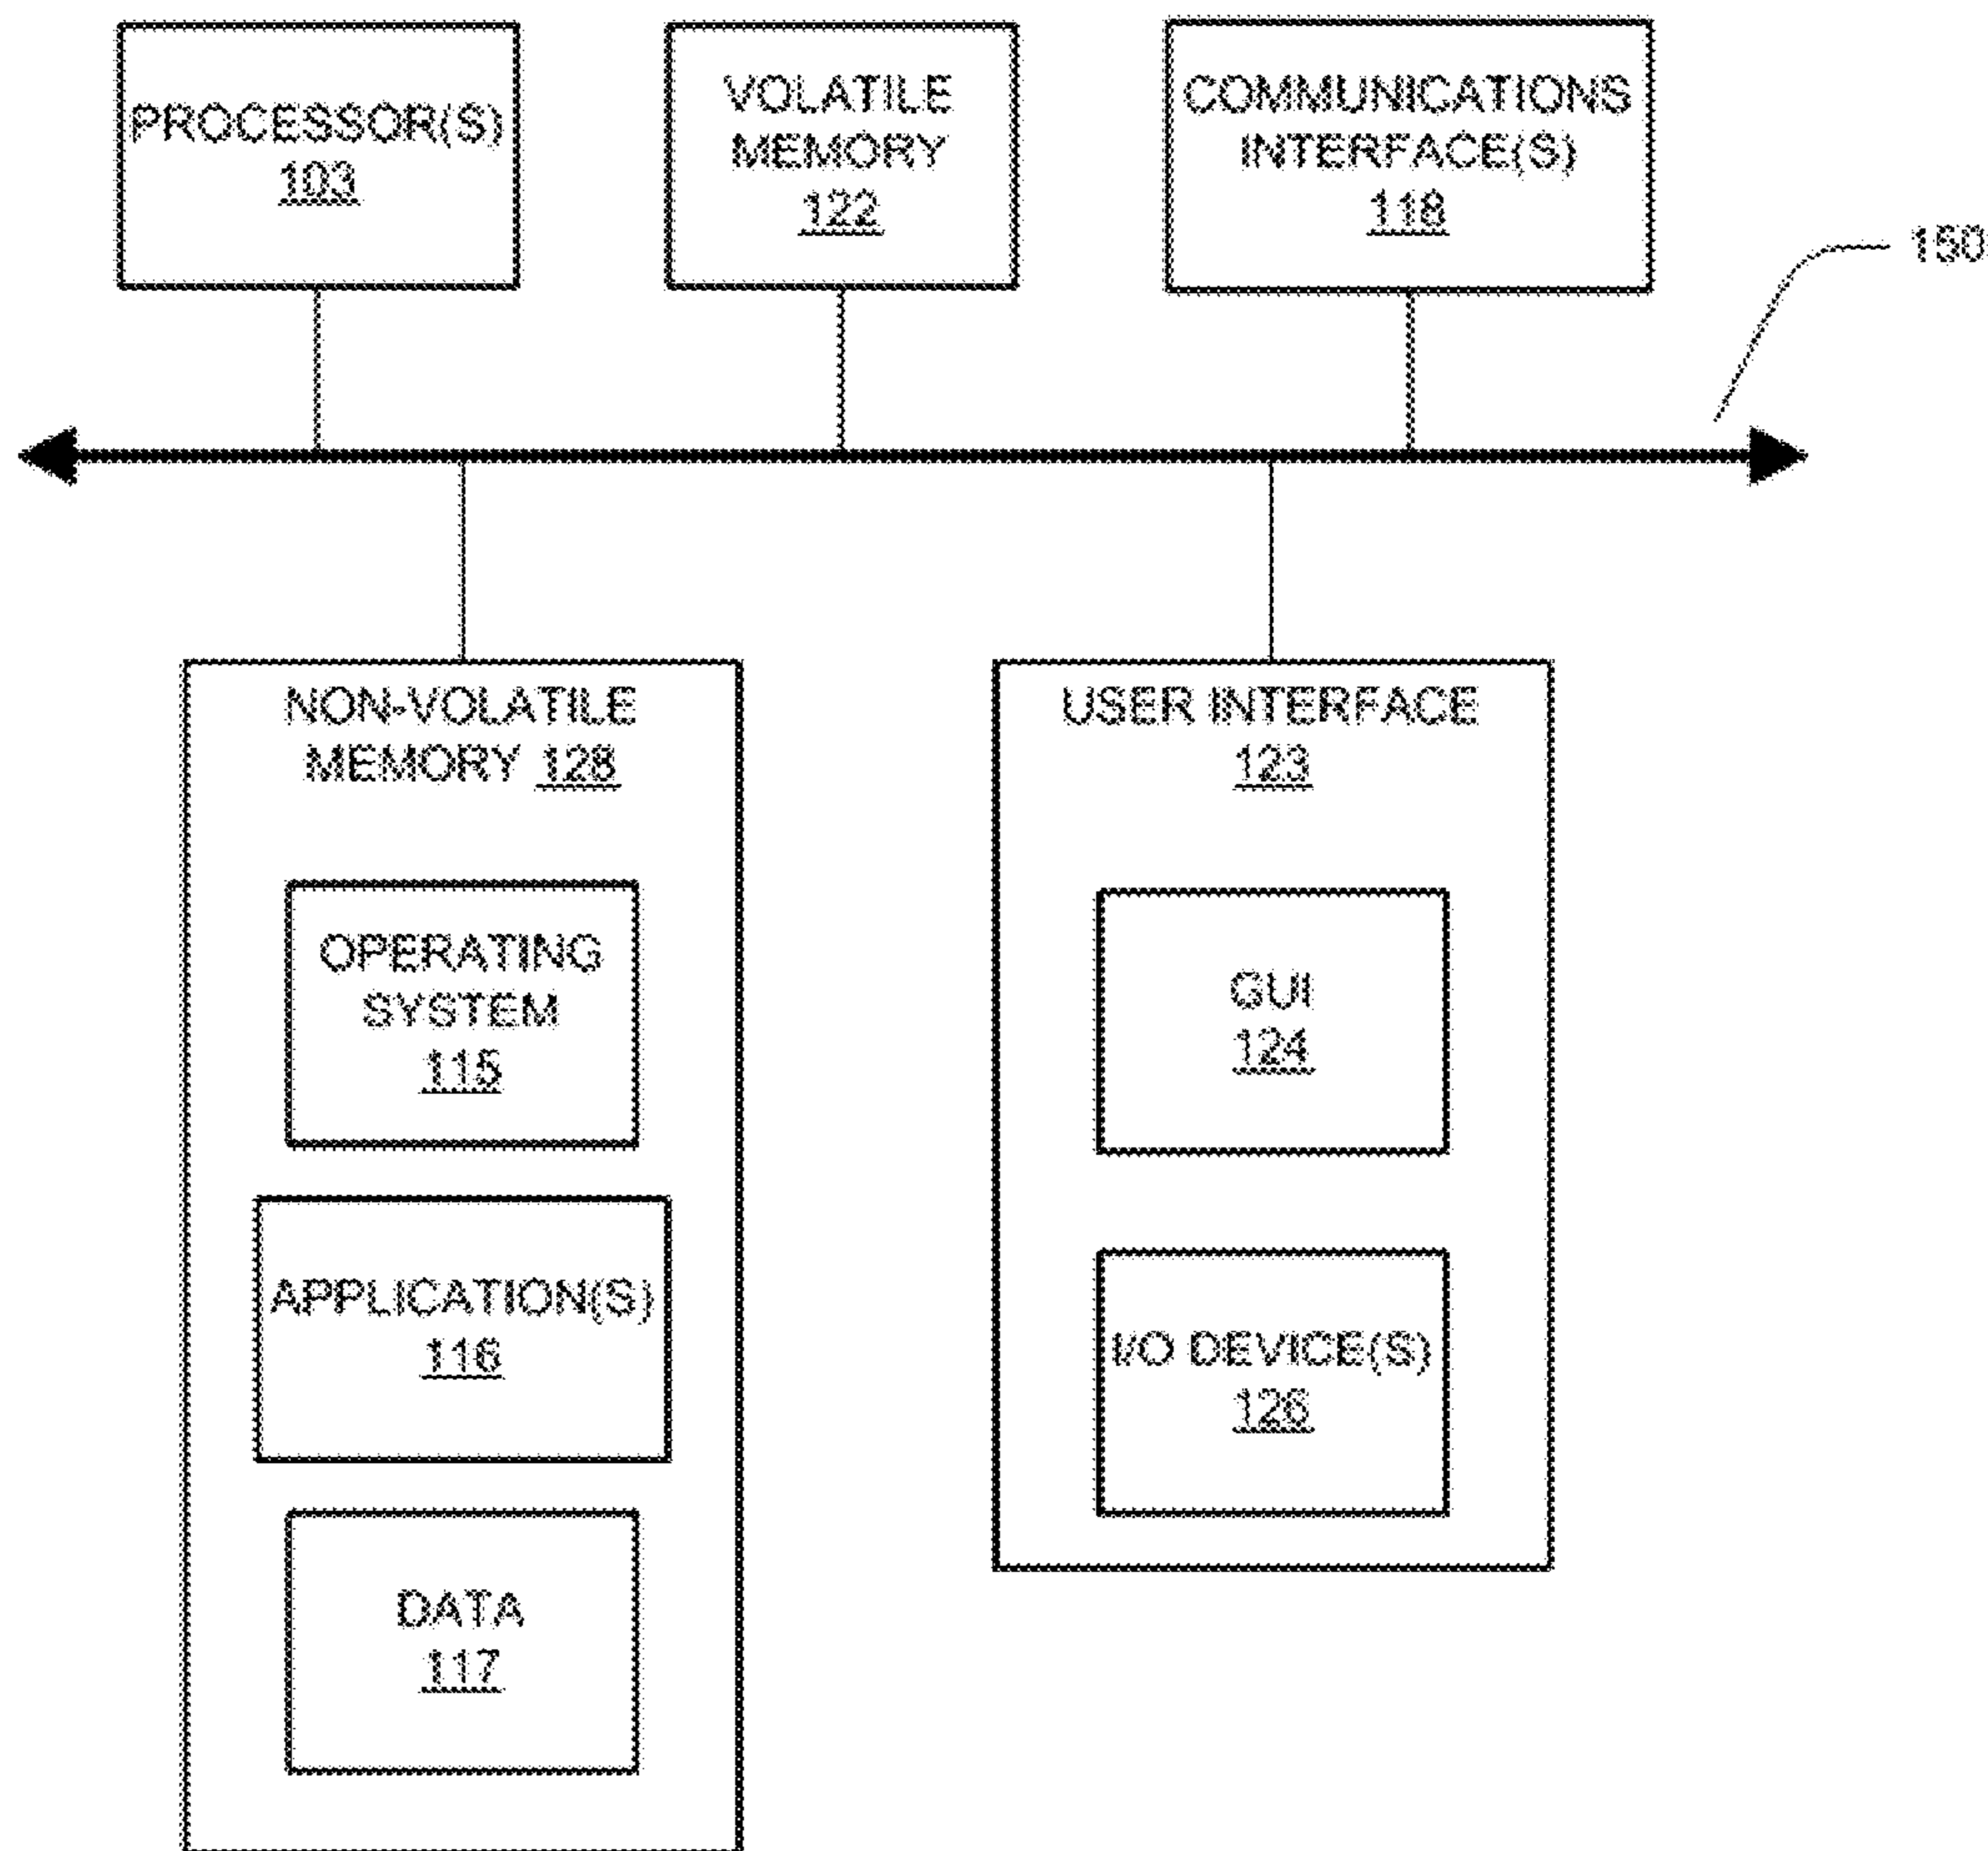 PROCESSOR(S)
103
VOLATILE
MEMORY
122
COMMUNICATIONS
INTERFACE(S)
118
150
NON-VOLATILE
MEMORY 128
OPERATING
SYSTEM
115
APPLICATION(S)
116
DATA
117
USER INTERFACE
123
GUI
124
I/O DEVICE(S)
126